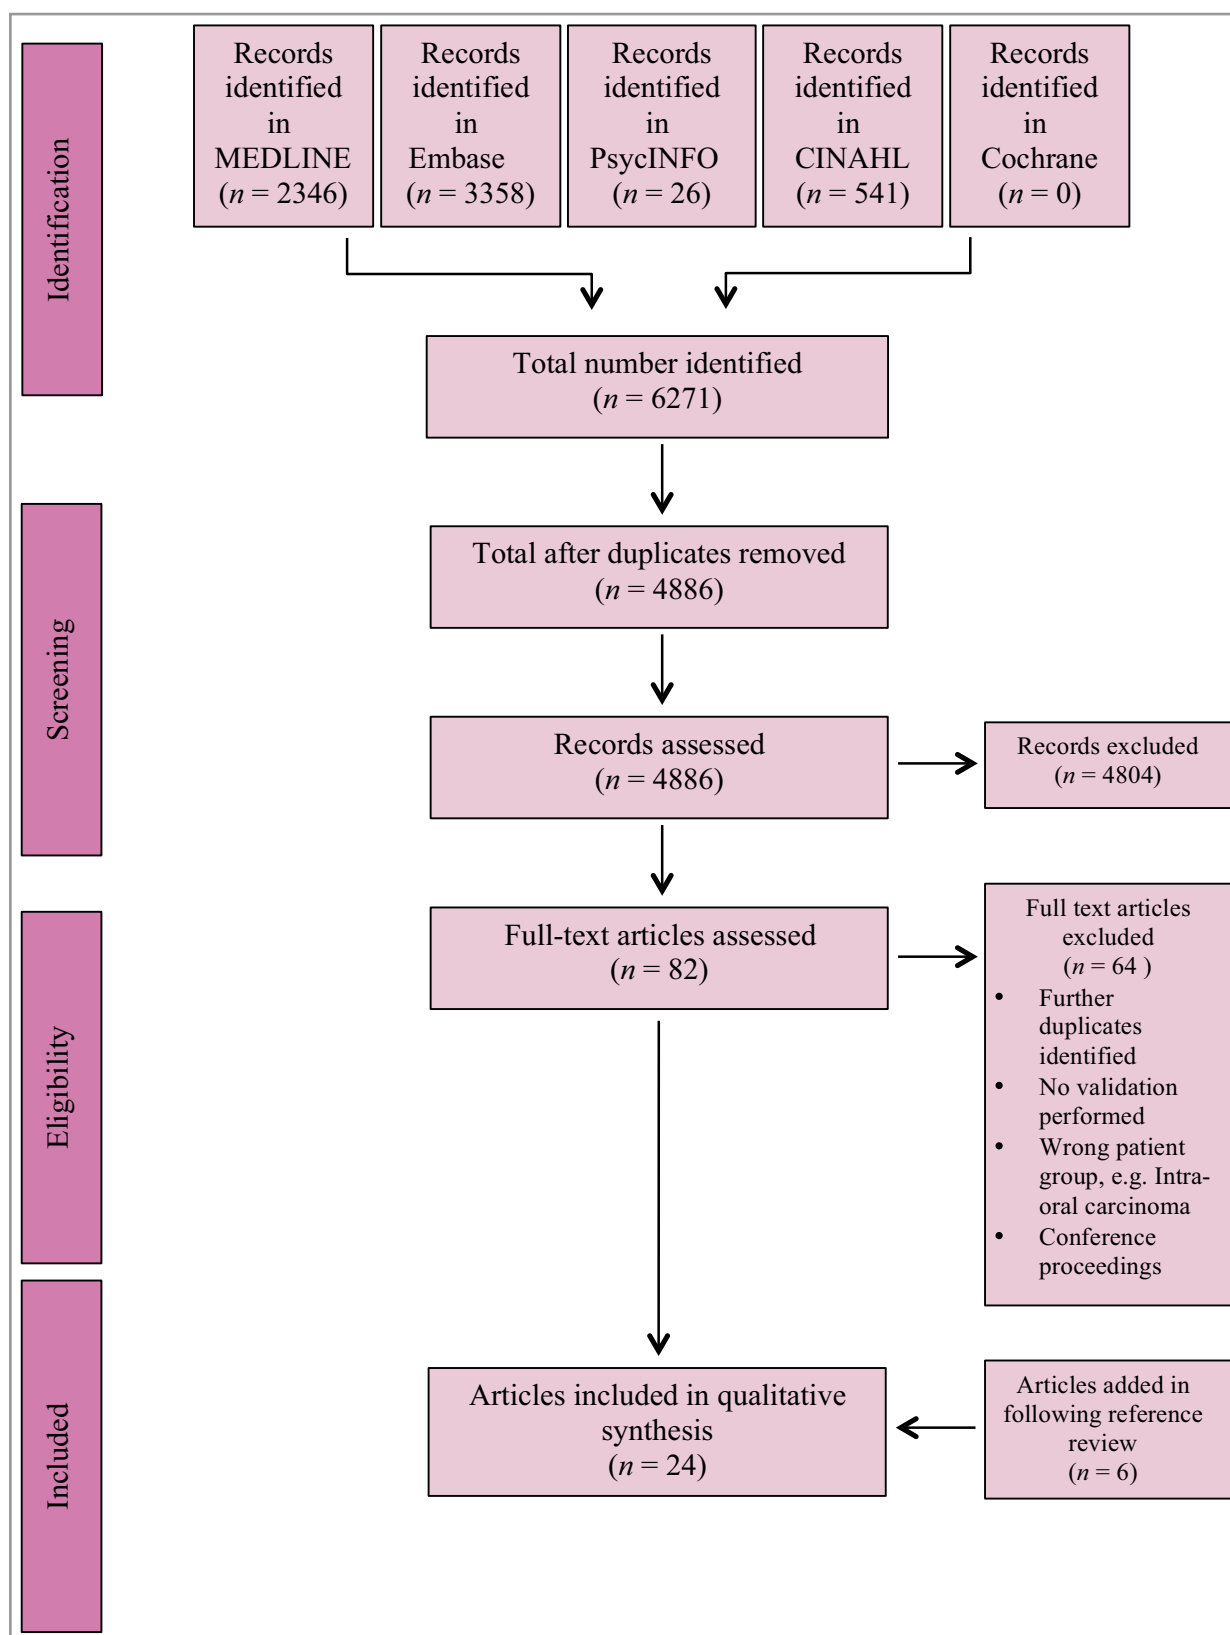 Identification
Records
identified
in
MEDLINE
(n = 2346)
Records
identified
in
Embase
(n = 3358)
Records
identified
in
PsycINFO
(n = 26)
Records
identified
in
CINAHL
(n = 541)
Records
identified
in
Cochrane
(n = 0)
Total number identified
(n = 6271)
Screening
Total after duplicates removed
(n = 4886)
Records assessed
(n = 4886)
Records excluded
(n = 4804)
Eligibility
Full-text articles assessed
(n = 82)
Full text articles
excluded
(n = 64 )
• Further
duplicates
identified
• No validation
performed
• Wrong patient
group, e.g. Intra-
oral carcinoma
• Conference
proceedings
Included
Articles included in qualitative
synthesis
(n = 24)
Articles added in
following reference
review
(n = 6)